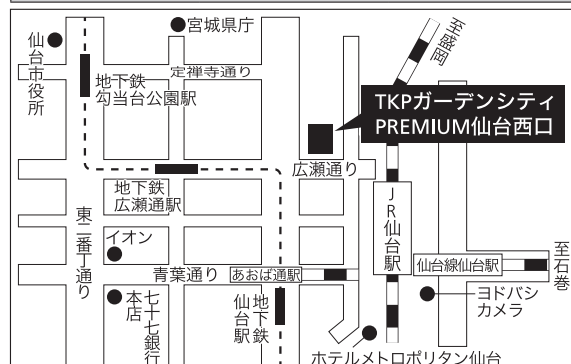 宮城県庁
仙台市役所
至盛岡
定禅寺通り
地下鉄
勾当台公園駅
TKPガーデンシティ
PREMIUM仙台西口
広瀬通り
地下鉄
広瀬通駅
JR仙台駅
東二番丁通り
イオン
青葉通り
あおば通駅
仙台線仙台駅
至石巻
地下鉄
仙台駅
七十七銀行
本店
ヨドバシ
カメラ
ホテルメトロポリタン仙台